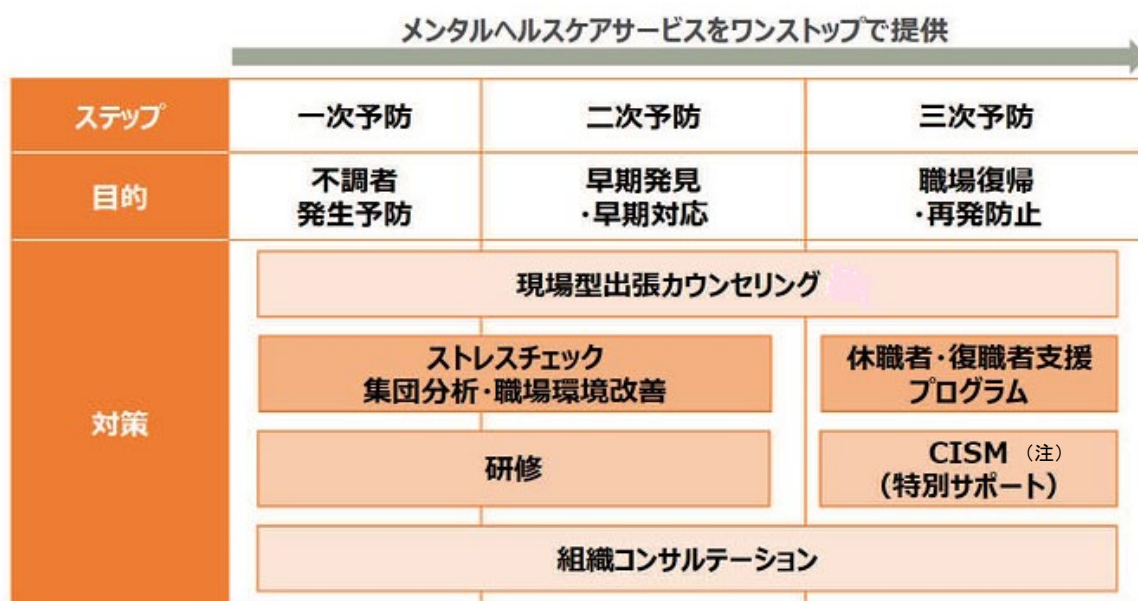 メンタルヘルスケアサービスをワンストップで提供
ステップ
一次予防
二次予防
三次予防
目的
不調者
発生予防
早期発見
・早期対応
職場復帰
・再発防止
対策
現場型出張カウンセリング
ストレスチェック
集団分析・職場環境改善
休職者・復職者支援
プログラム
研修
CISM（注）
（特別サポート）
組織コンサルテーション